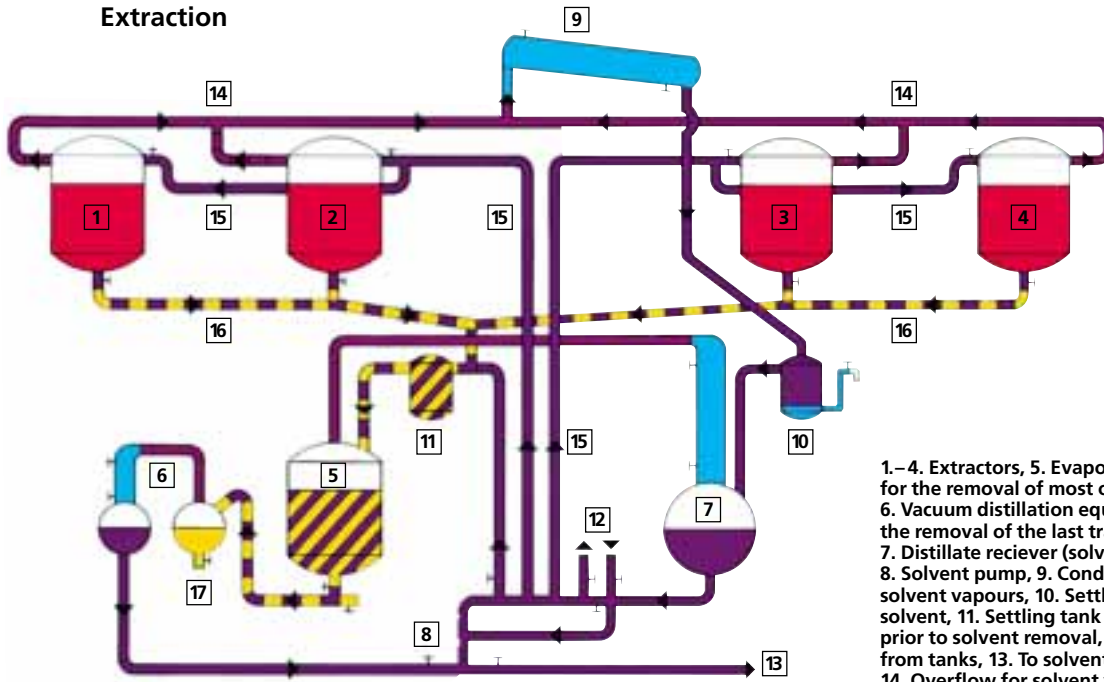 Extraction
9
14
14
1
2
15
15
3
15
4
16
16
11
15
10
6
5
7
12
17
8
13
1.–4. Extractors, 5. Evapo
for the removal of most o
6. Vacuum distillation equ
the removal of the last tr
7. Distillate reciever (solv
8. Solvent pump, 9. Cond
solvent vapours, 10. Settl
solvent, 11. Settling tank
prior to solvent removal,
from tanks, 13. To solvent
14. Overflow for solvent